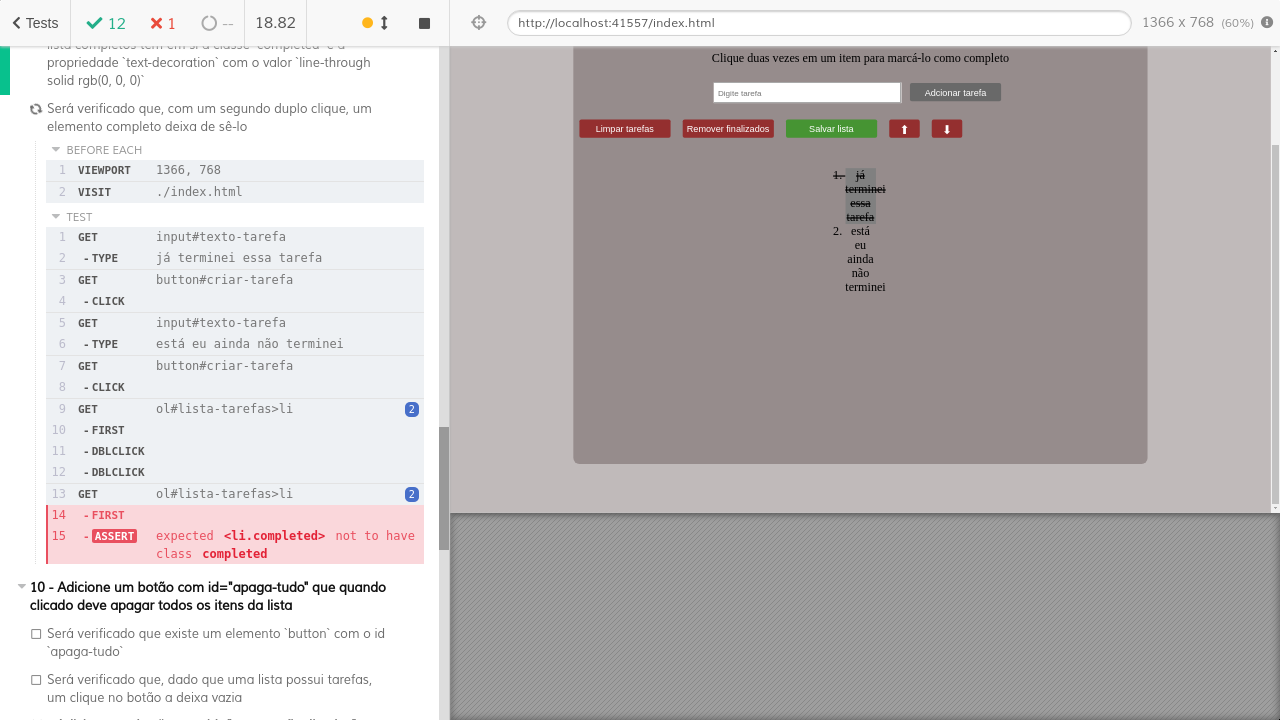 Tests
12
1
--
18.82
http://localhost:41557/index.html
1366 x 768 (60%)
lista completos tem em si a classe `completed` e a
propriedade `text-decoration` com o valor `line-through
solid rgb(0, 0, 0)`
Será verificado que, com um segundo duplo clique, um
elemento completo deixa de sê-lo
BEFORE EACH
1 VIEWPORT 1366, 768
2 VISIT ./index.html
TEST
1 GET input#texto-tarefa
2 -TYPE já terminei essa tarefa
3 GET button#criar-tarefa
4 -CLICK
5 GET input#texto-tarefa
6 -TYPE está eu ainda não terminei
7 GET button#criar-tarefa
8 -CLICK
9 GET ol#lista-tarefas>li 2
10 -FIRST
11 -DBLCLICK
12 -DBLCLICK
13 GET ol#lista-tarefas>li 2
14 -FIRST
15 -ASSERT expected <li.completed> not to have
class completed
10 - Adicione um botão com id="apaga-tudo" que quando
clicado deve apagar todos os itens da lista
Será verificado que existe um elemento `button` com o id
`apaga-tudo`
Será verificado que, dado que uma lista possui tarefas,
um clique no botão a deixa vazia
Clique duas vezes em um item para marcá-lo como completo
Digite tarefa
Adcionar tarefa
Limpar tarefas
Remover finalizados
Salvar lista
1. já
terminei
essa
tarefa
2. está
eu
ainda
não
terminei